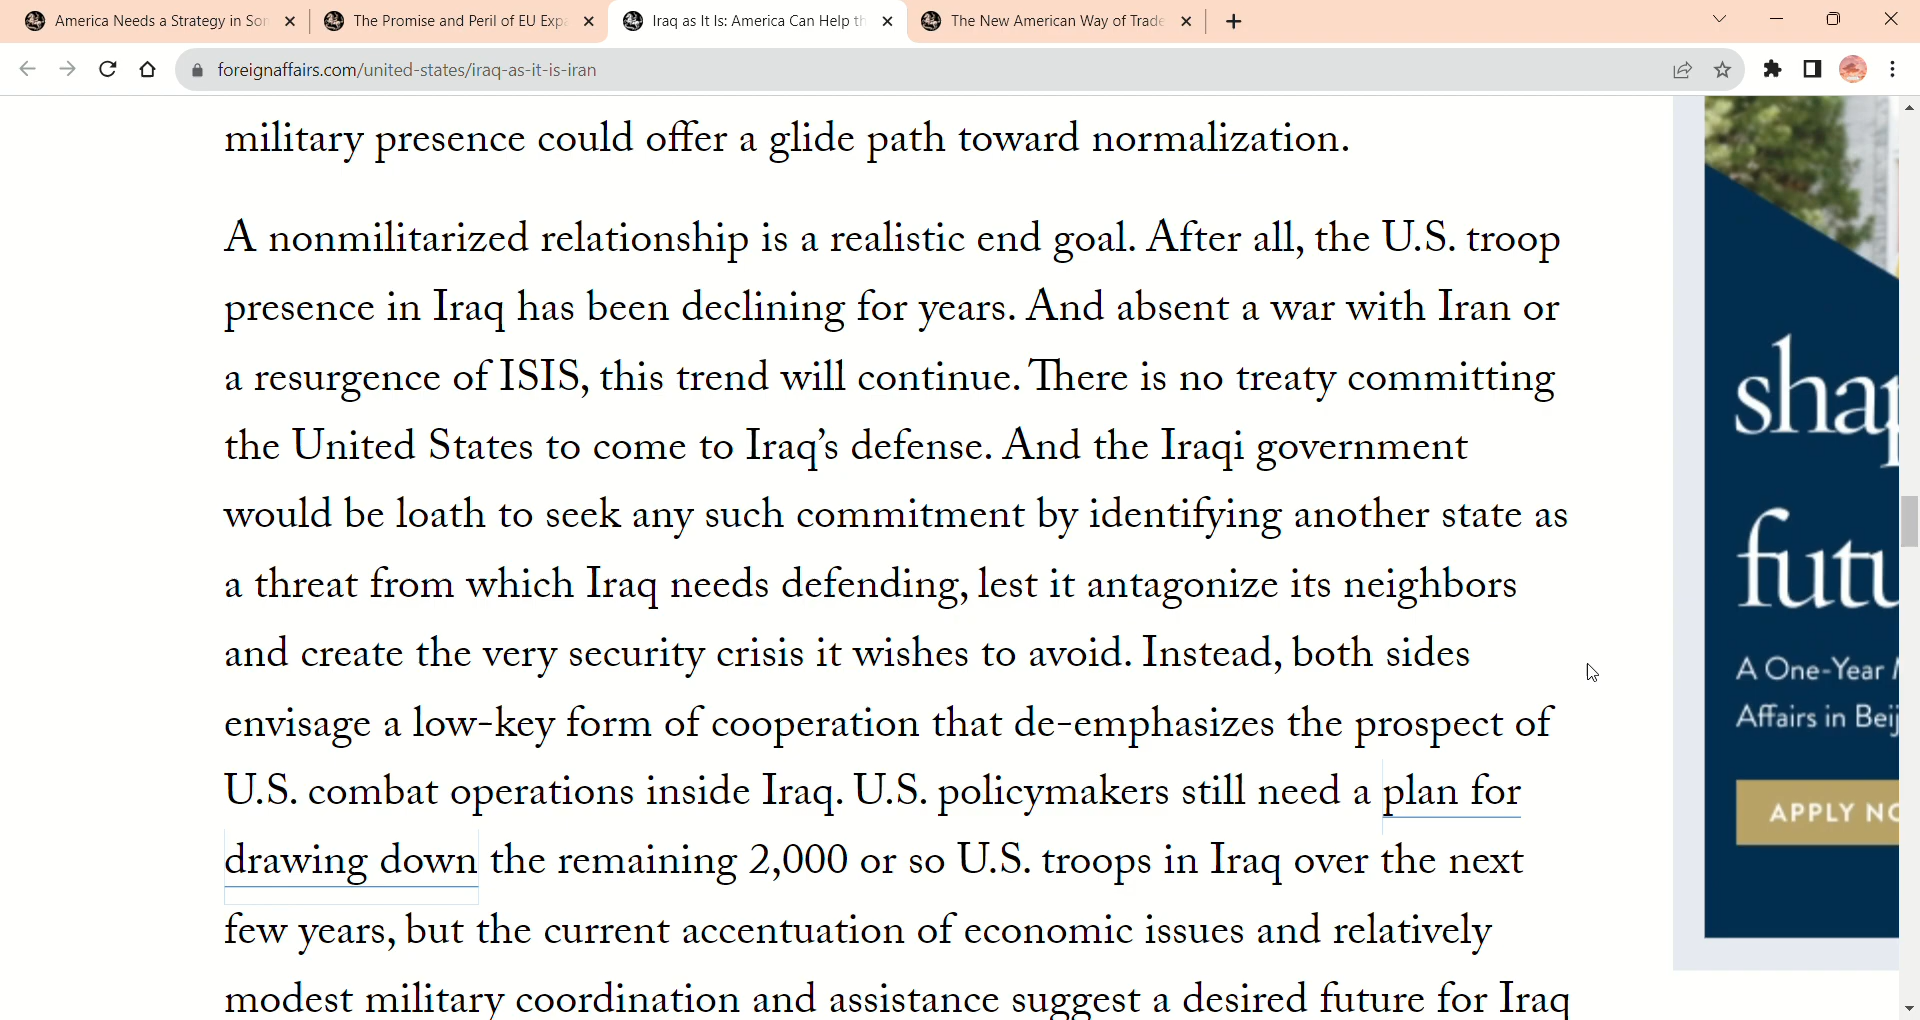 America Needs a Strategy in So
The Promise and Peril of EU Exp
Iraq as It Is: America Can Help th
The New American Way of Trade
foreignaffairs.com/united-states/iraq-as-it-is-iran
military presence could offer a glide path toward normalization.
A nonmilitarized relationship is a realistic end goal. After all, the U.S. troop
presence in Iraq has been declining for years. And absent a war with Iran or
a resurgence of ISIS, this trend will continue. There is no treaty committing
the United States to come to Iraq’s defense. And the Iraqi government
would be loath to seek any such commitment by identifying another state as
a threat from which Iraq needs defending, lest it antagonize its neighbors
and create the very security crisis it wishes to avoid. Instead, both sides
envisage a low-key form of cooperation that de-emphasizes the prospect of
U.S. combat operations inside Iraq. U.S. policymakers still need a plan for
drawing down the remaining 2,000 or so U.S. troops in Iraq over the next
few years, but the current accentuation of economic issues and relatively
modest military coordination and assistance suggest a desired future for Iraq
shap
futu
A One-Year
Affairs in Beij
APPLY NO